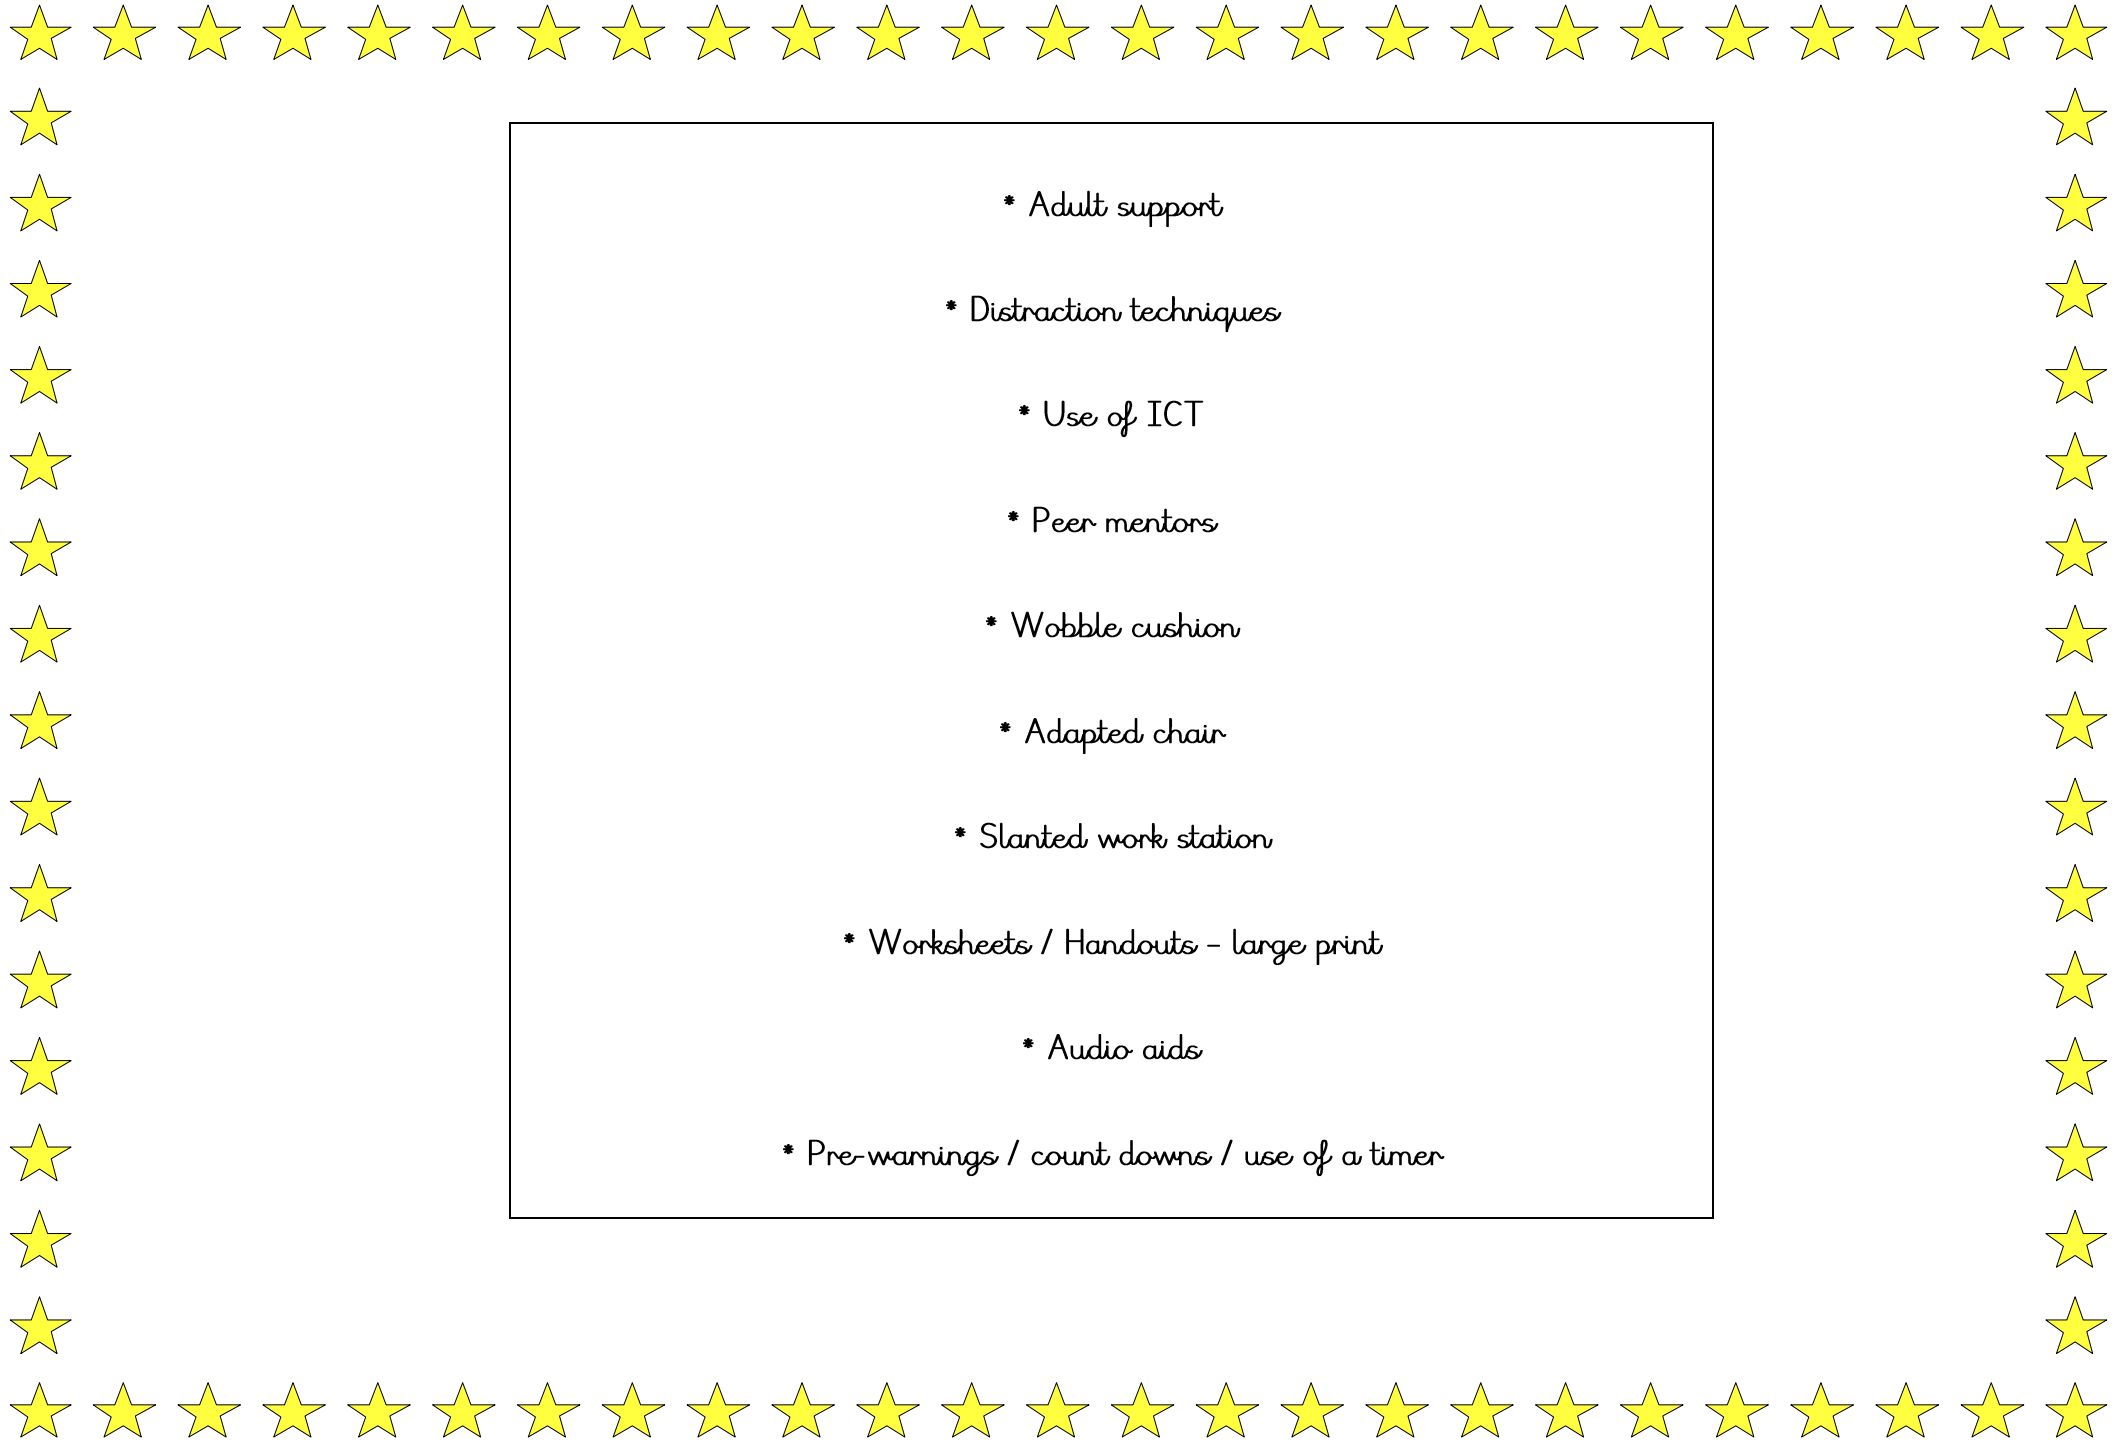 * Adult support
* Distraction techniques
* Use of ICT
* Peer mentors
* Wobble cushion
* Adapted chair
* Slanted work station
* Worksheets / Handouts – large print
* Audio aids
* Pre-warnings / count downs / use of a timer